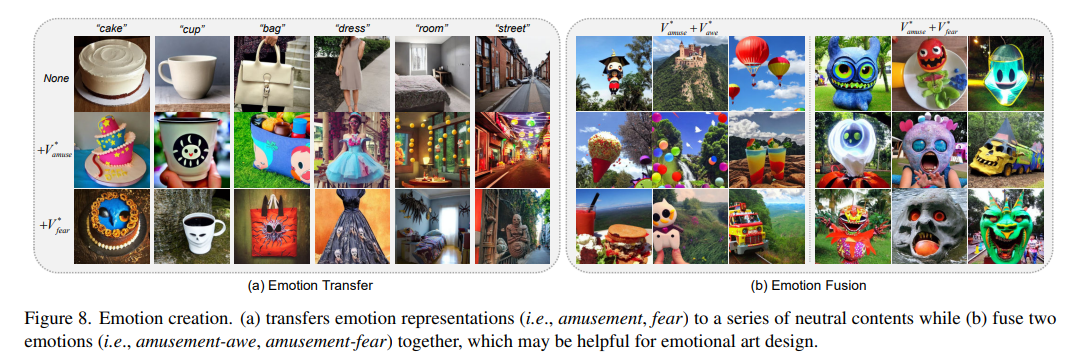 "cake" "cup" "bag" "dress" "room" "street"
None
+V*amuse
+V*fear
V*amuse +V*awe
V*amuse +V*fear
(a) Emotion Transfer
(b) Emotion Fusion
Figure 8. Emotion creation. (a) transfers emotion representations (i.e., amusement, fear) to a series of neutral contents while (b) fuse two
emotions (i.e., amusement-awe, amusement-fear) together, which may be helpful for emotional art design.